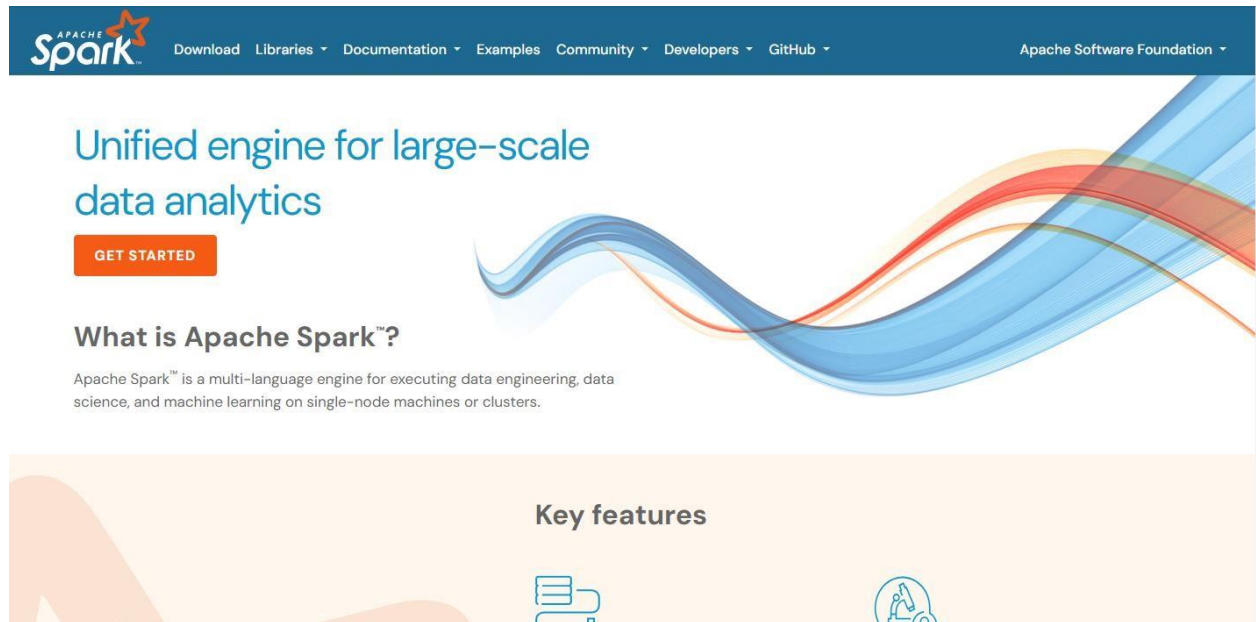 APACHE
Spark™
Download Libraries Documentation Examples Community Developers GitHub Apache Software Foundation
Unified engine for large-scale
data analytics
GET STARTED
What is Apache Spark™?
Apache Spark™ is a multi-language engine for executing data engineering, data
science, and machine learning on single-node machines or clusters.
Key features